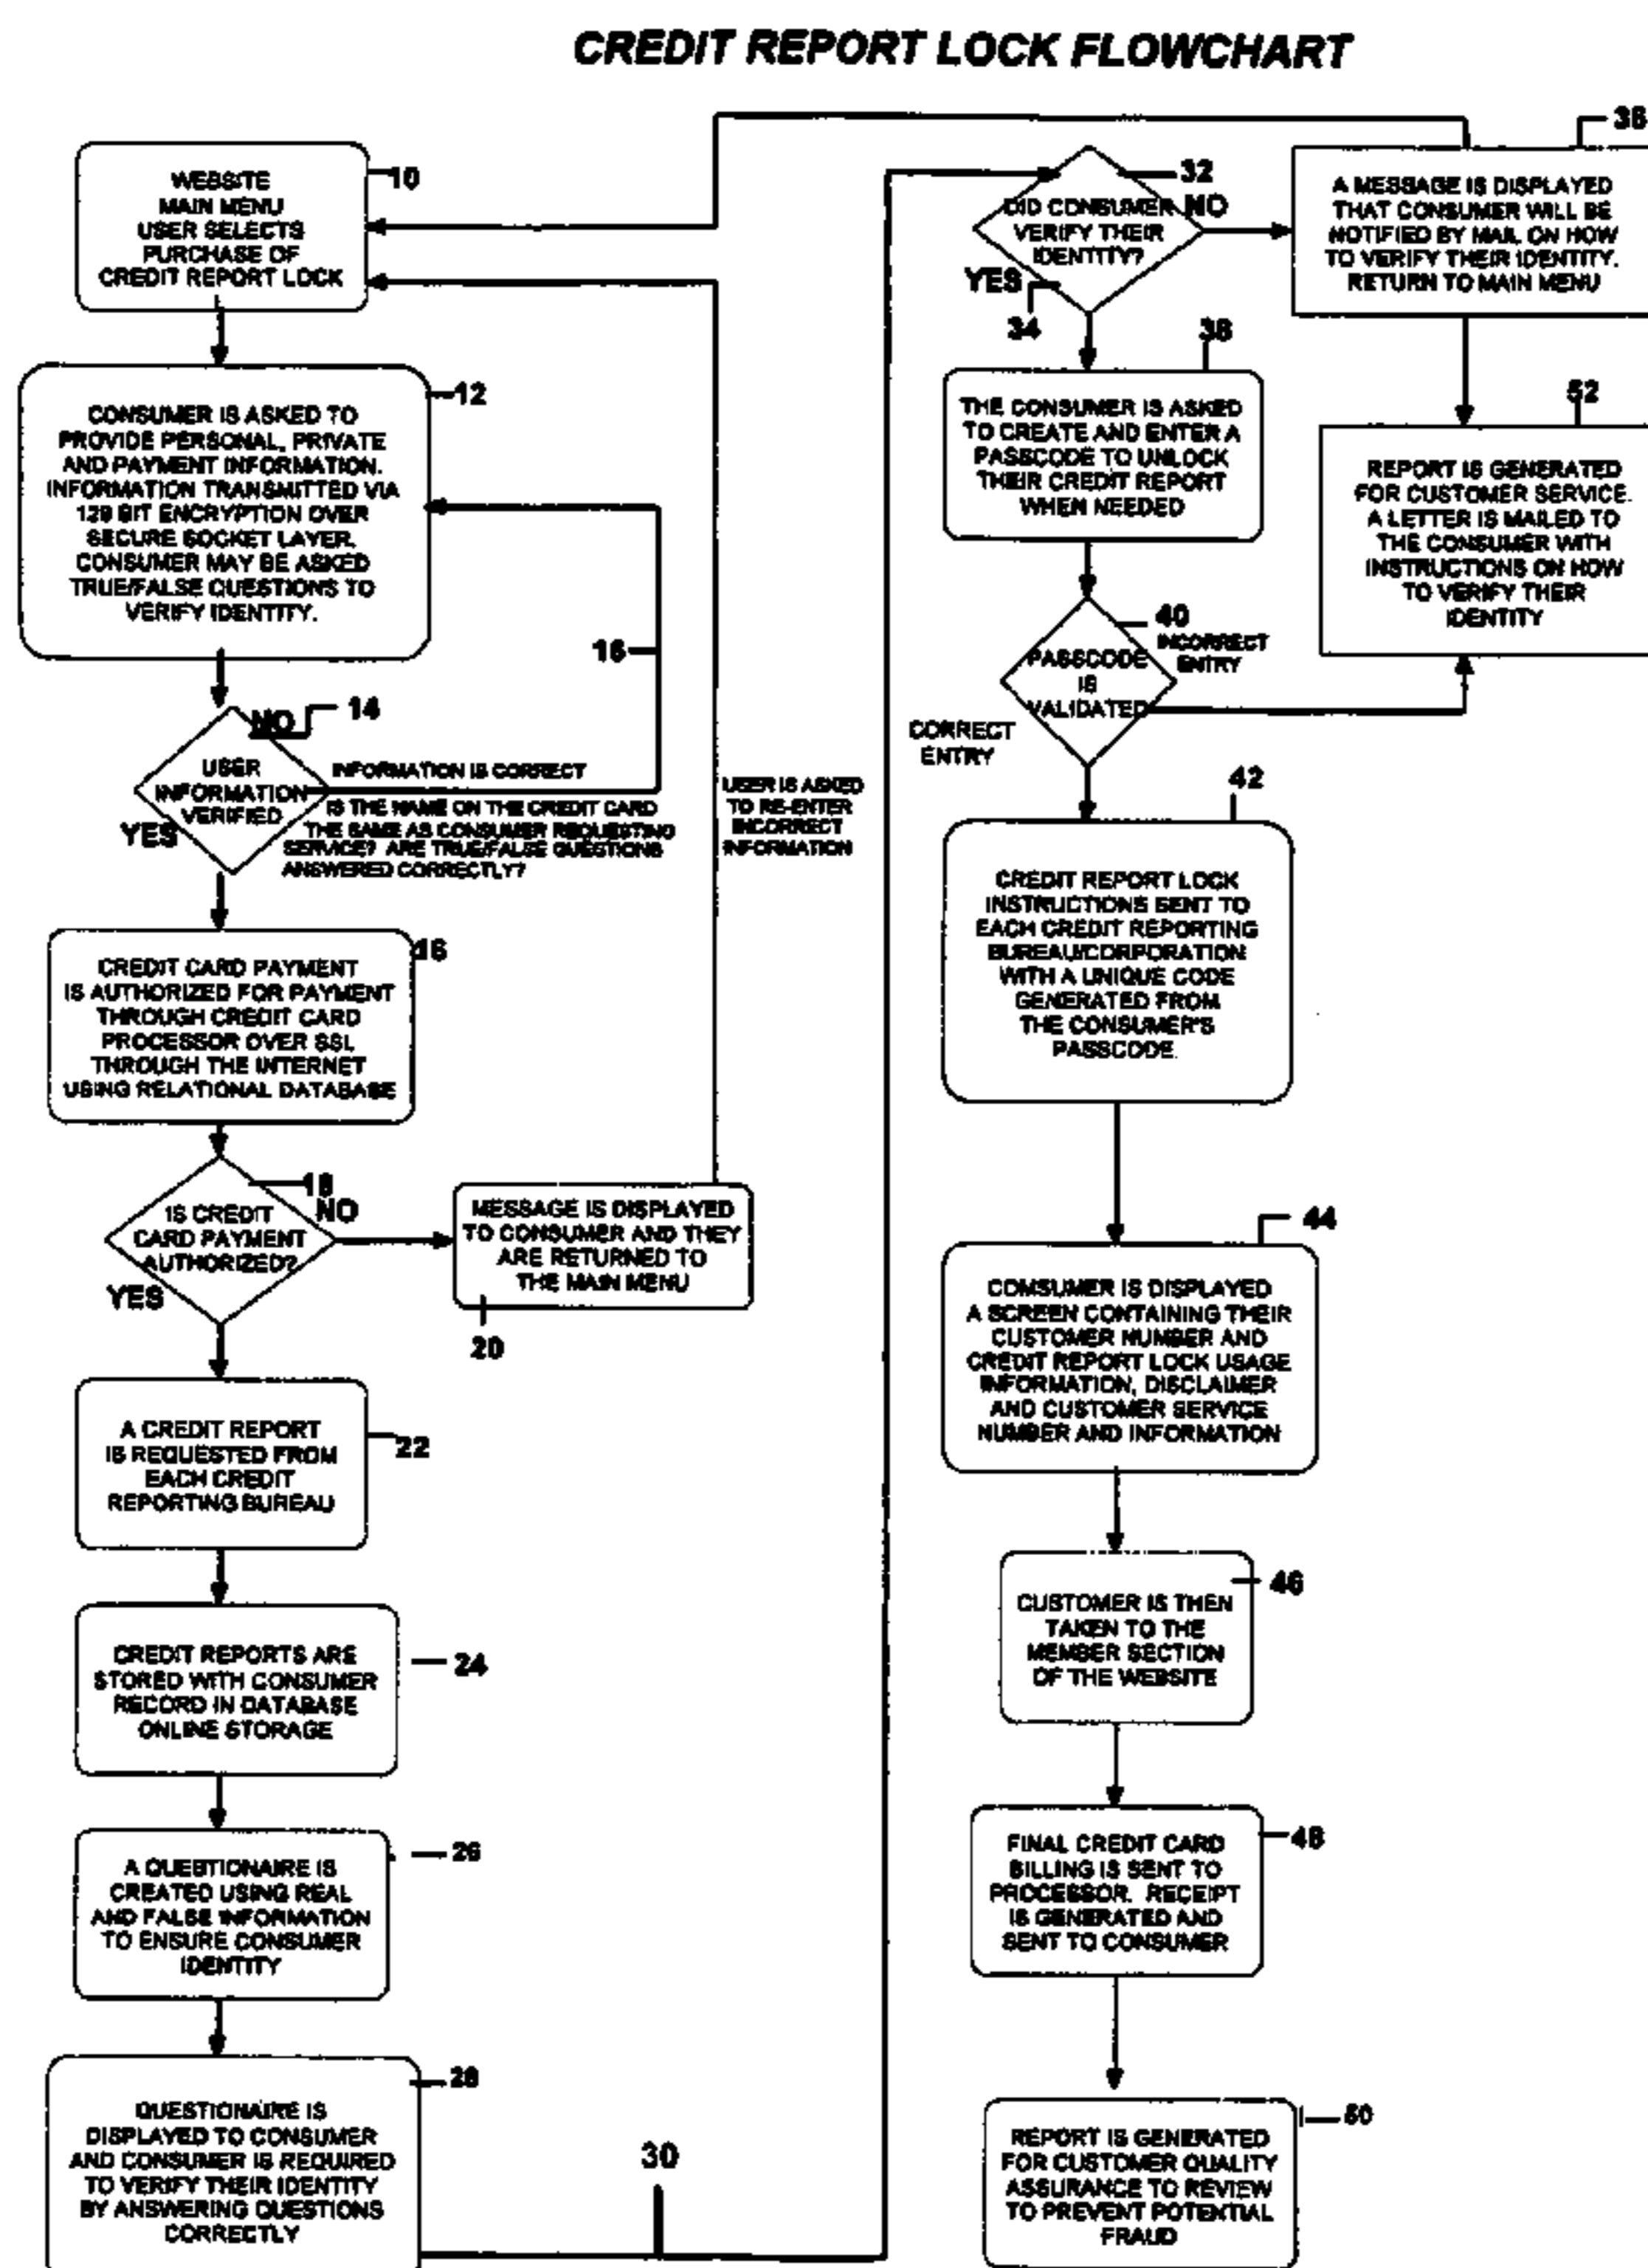 CREDIT REPORT LOCK FLOWCHART
WEBSITE
MAIN MENU
USER SELECTS
PURCHASE OF
CREDIT REPORT LOCK
10
CONSUMER IS ASKED TO
PROVIDE PERSONAL, PRIVATE
AND PAYMENT INFORMATION.
INFORMATION TRANSMITTED VIA
128 BIT ENCRYPTION OVER
SECURE SOCKET LAYER.
CONSUMER MAY BE ASKED
TRUE/FALSE QUESTIONS TO
VERIFY IDENTITY.
12
NO
14
USER
INFORMATION
VERIFIED
YES
INFORMATION IS CORRECT
IS THE NAME ON THE CREDIT CARD
THE SAME AS CONSUMER REQUESTING
SERVICE? ARE TRUE/FALSE QUESTIONS
ANSWERED CORRECTLY?
USER IS ASKED
TO RE-ENTER
INCORRECT
INFORMATION
CREDIT CARD PAYMENT
IS AUTHORIZED FOR PAYMENT
THROUGH CREDIT CARD
PROCESSOR OVER SSL
THROUGH THE INTERNET
USING RELATIONAL DATABASE
16
18
NO
IS CREDIT
CARD PAYMENT
AUTHORIZED?
YES
MESSAGE IS DISPLAYED
TO CONSUMER AND THEY
ARE RETURNED TO
THE MAIN MENU
20
A CREDIT REPORT
IS REQUESTED FROM
EACH CREDIT
REPORTING BUREAU
22
CREDIT REPORTS ARE
STORED WITH CONSUMER
RECORD IN DATABASE
ONLINE STORAGE
24
A QUESTIONAIRE IS
CREATED USING REAL
AND FALSE INFORMATION
TO ENSURE CONSUMER
IDENTITY
26
QUESTIONAIRE IS
DISPLAYED TO CONSUMER
AND CONSUMER IS REQUIRED
TO VERIFY THEIR IDENTITY
BY ANSWERING QUESTIONS
CORRECTLY
28
30
32
DID CONSUMER
VERIFY THEIR
IDENTITY?
NO
YES
34
A MESSAGE IS DISPLAYED
THAT CONSUMER WILL BE
NOTIFIED BY MAIL ON HOW
TO VERIFY THEIR IDENTITY.
RETURN TO MAIN MENU
THE CONSUMER IS ASKED
TO CREATE AND ENTER A
PASSCODE TO UNLOCK
THEIR CREDIT REPORT
WHEN NEEDED
38
52
REPORT IS GENERATED
FOR CUSTOMER SERVICE.
A LETTER IS MAILED TO
THE CONSUMER WITH
INSTRUCTIONS ON HOW
TO VERIFY THEIR
IDENTITY
40
INCORRECT
ENTRY
PASSCODE
IS
VALIDATED
CORRECT
ENTRY
42
CREDIT REPORT LOCK
INSTRUCTIONS SENT TO
EACH CREDIT REPORTING
BUREAU/CORPORATION
WITH A UNIQUE CODE
GENERATED FROM
THE CONSUMER'S
PASSCODE.
44
COMSUMER IS DISPLAYED
A SCREEN CONTAINING THEIR
CUSTOMER NUMBER AND
CREDIT REPORT LOCK USAGE
INFORMATION, DISCLAIMER
AND CUSTOMER SERVICE
NUMBER AND INFORMATION
46
CUSTOMER IS THEN
TAKEN TO THE
MEMBER SECTION
OF THE WEBSITE
48
FINAL CREDIT CARD
BILLING IS SENT TO
PROCESSOR. RECEIPT
IS GENERATED AND
SENT TO CONSUMER
50
REPORT IS GENERATED
FOR CUSTOMER QUALITY
ASSURANCE TO REVIEW
TO PREVENT POTENTIAL
FRAUD